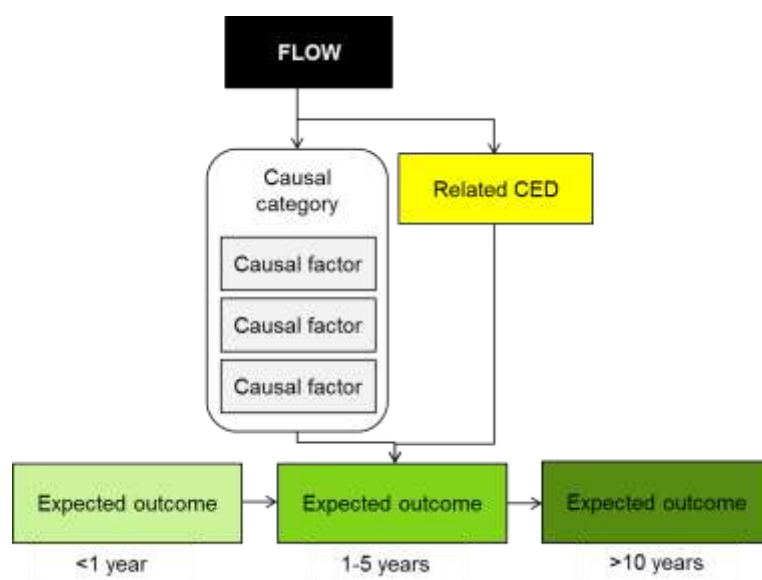 FLOW
Causal
category
Related CED
Causal factor
Causal factor
Causal factor
Expected outcome
Expected outcome
Expected outcome
<1 year
1-5 years
>10 years